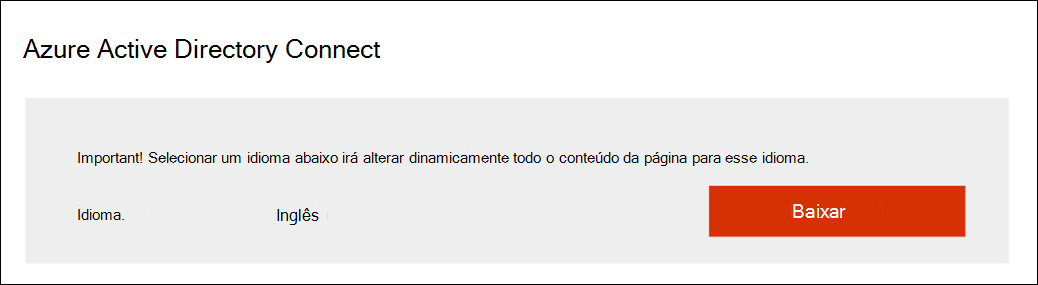 Azure Active Directory Connect
Important! Selecionar um idioma abaixo irá alterar dinamicamente todo o conteúdo da página para esse idioma.
Idioma. Inglês Baixar